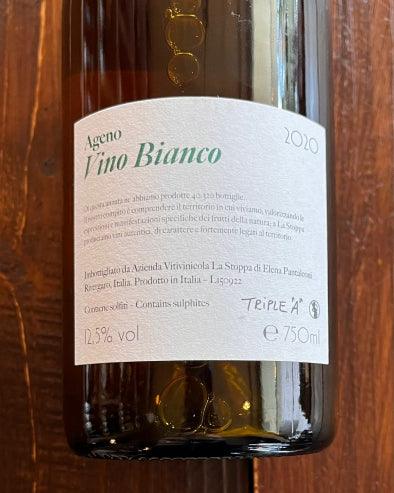 Ageno
2020
Vino Bianco
Di questa annata ne abbiamo prodotte 40.320 bottiglie.
Il nostro compito è comprendere il territorio in cui viviamo, valorizzando le
espressioni e manifestazioni specifiche dei frutti della natura; a La Stoppa
produciamo vini autentici, di carattere e fortemente legati al territorio.
Imbottigliato da Azienda Vitivinicola La Stoppa di Elena Pantaleoni
Rivergaro, Italia. Prodotto in Italia - L150922
Contiene solfiti - Contains sulphites
TRIPLE "A"
12,5% vol
e 750ml